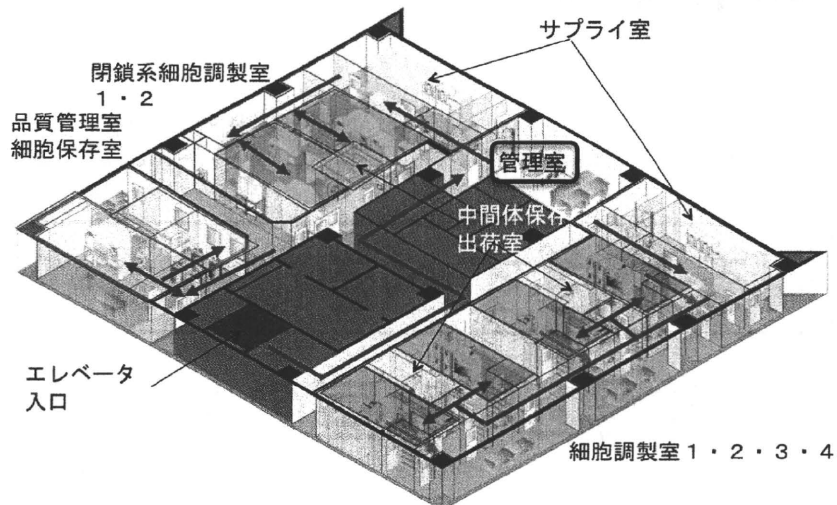 サプライ室
閉鎖系細胞調製室
1・2
品質管理室
細胞保存室
管理室
中間体保存
出荷室
エレベータ
入口
細胞調製室1・2・3・4